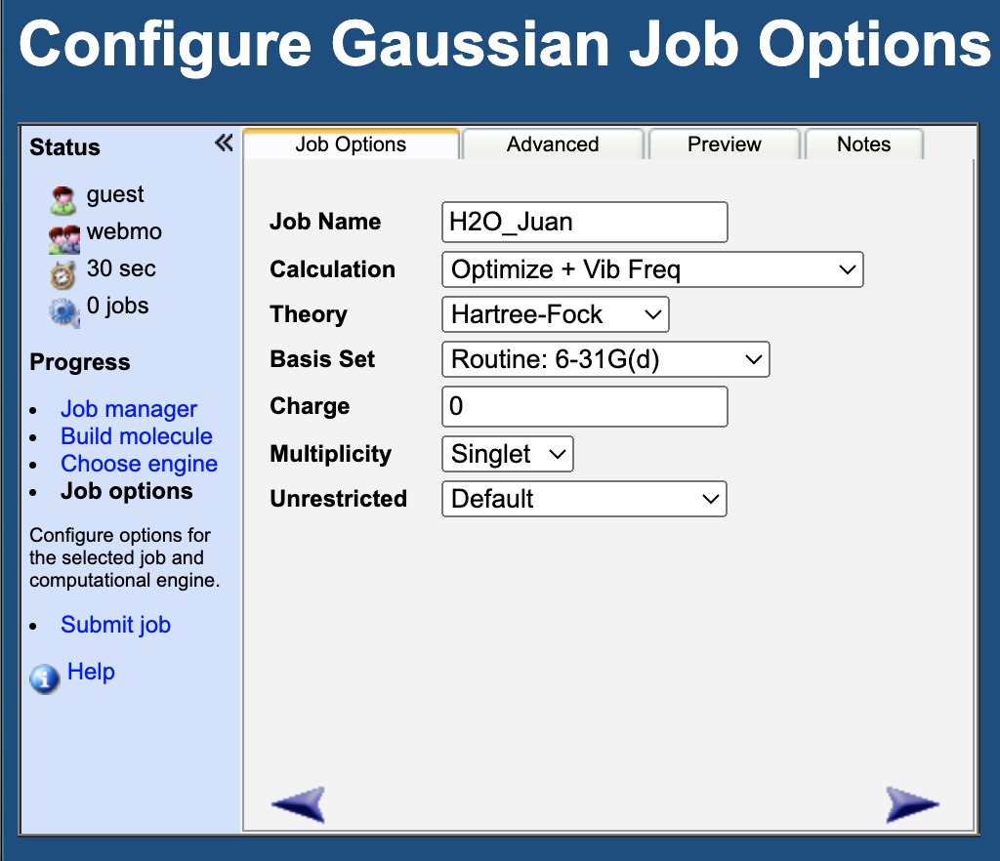 Configure Gaussian Job Options
Status
guest
webmo
30 sec
0 jobs
Progress
Job manager
Build molecule
Choose engine
Job options
Configure options for
the selected job and
computational engine.
Submit job
Help
Job Options
Advanced
Preview
Notes
Job Name H2O_Juan
Calculation Optimize + Vib Freq
Theory Hartree-Fock
Basis Set Routine: 6-31G(d)
Charge 0
Multiplicity Singlet
Unrestricted Default